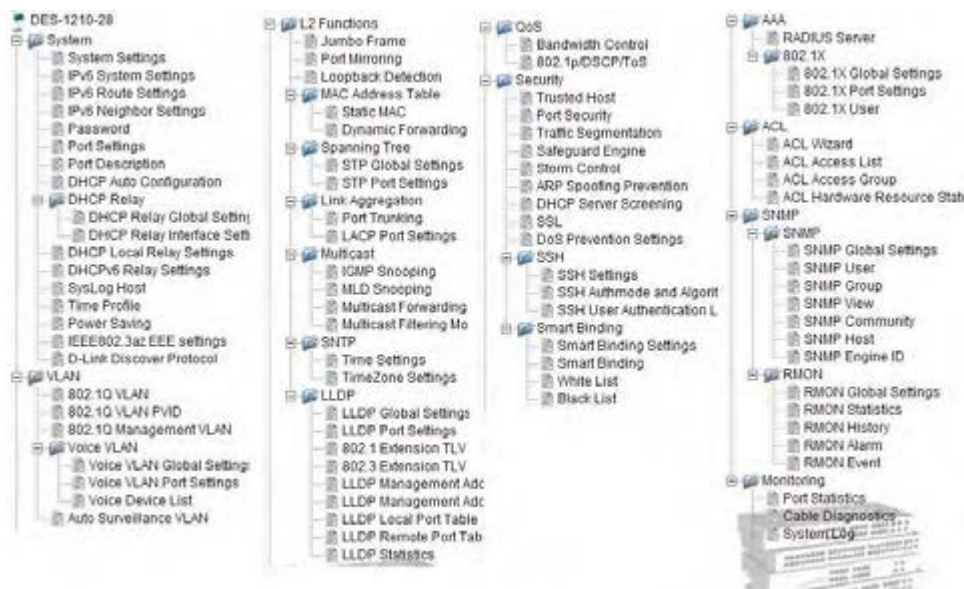 DES-1210-28
System
System Settings
IPv6 System Settings
IPv6 Route Settings
IPv6 Neighbor Settings
Password
Port Settings
Port Description
DHCP Auto Configuration
DHCP Relay
DHCP Relay Global Setting
DHCP Relay Interface Setti
DHCP Local Relay Settings
DHCPv6 Relay Settings
SysLog Host
Time Profile
Power Saving
IEEE802.3az EEE settings
D-Link Discover Protocol
VLAN
802.1Q VLAN
802.1Q VLAN PVID
802.1Q Management VLAN
Voice VLAN
Voice VLAN Global Setting
Voice VLAN Port Settings
Voice Device List
Auto Surveillance VLAN
L2 Functions
Jumbo Frame
Port Mirroring
Loopback Detection
MAC Address Table
Static MAC
Dynamic Forwarding
Spanning Tree
STP Global Settings
STP Port Settings
Link Aggregation
Port Trunking
LACP Port Settings
Multicast
IGMP Snooping
MLD Snooping
Multicast Forwarding
Multicast Filtering Mo
SNTP
Time Settings
TimeZone Settings
LLDP
LLDP Global Settings
LLDP Port Settings
802.1 Extension TLV
802.3 Extension TLV
LLDP Management Adc
LLDP Management Adc
LLDP Local Port Table
LLDP Remote Port Tab
LLDP Statistics
QoS
Bandwidth Control
802.1p/DSCP/ToS
Security
Trusted Host
Port Security
Traffic Segmentation
Safeguard Engine
Storm Control
ARP Spoofing Prevention
DHCP Server Screening
SSL
DoS Prevention Settings
SSH
SSH Settings
SSH Authmode and Algorit
SSH User Authentication L
Smart Binding
Smart Binding Settings
Smart Binding
White List
Black List
AAA
RADIUS Server
802.1X
802.1X Global Settings
802.1X Port Settings
802.1X User
ACL
ACL Wizard
ACL Access List
ACL Access Group
ACL Hardware Resource Stat
SNMP
SNMP
SNMP Global Settings
SNMP User
SNMP Group
SNMP View
SNMP Community
SNMP Host
SNMP Engine ID
RMON
RMON Global Settings
RMON Statistics
RMON History
RMON Alarm
RMON Event
Monitoring
Port Statistics
Cable Diagnostics
System Log